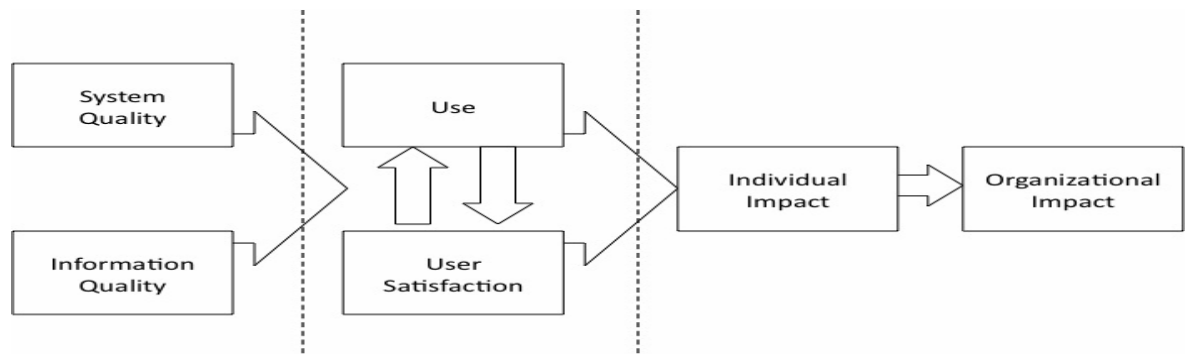 System
Quality
Information
Quality
Use
User
Satisfaction
Individual
Impact
Organizational
Impact